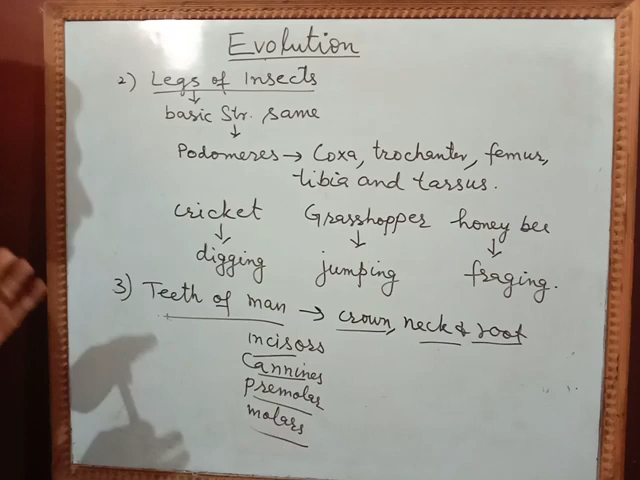 Evolution
2) Legs of Insects
↓
basic Str. same
↓
Podomeres → Coxa, trochanter, femur,
tibia and tarsus.
cricket Grasshopper honey bee
↓ ↓ ↓
digging jumping fraging.
3) Teeth of man → crown, neck & root
Incisors
Cannines
Premolar
molars